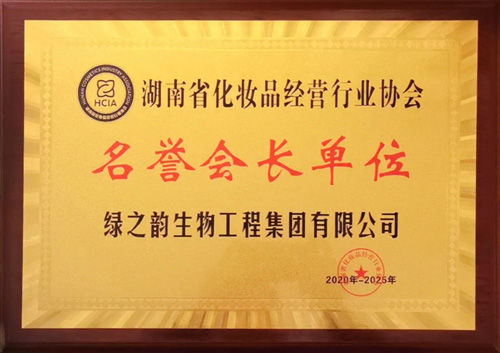 HCIA
湖南省化妆品经营行业协会
名誉会长单位
绿之韵生物工程集团有限公司
2020年-2025年